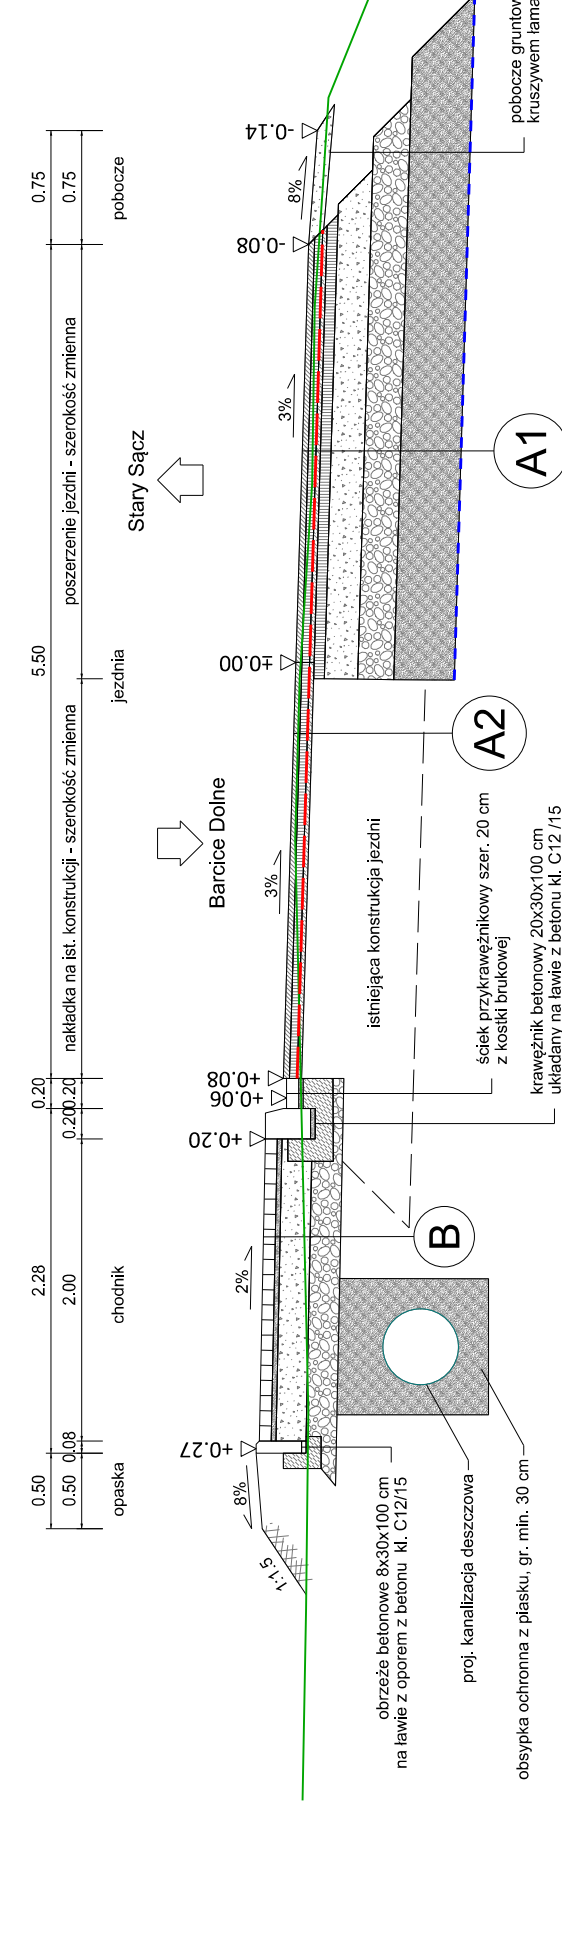 0.50
2.28
0.20
5.50
0.75
0.50
0.08
2.00
0.20
0.20
nakładka na ist. konstrukcji - szerokość zmienna
poszerzenie jezdni - szerokość zmienna
0.75
opaska
chodnik
jezdnia
pobocze
Barcice Dolne
Stary Sącz
1:1.5
8%
+0.27
2%
+0.20
+0.06
+0.08
3%
±0.00
3%
-0.08
8%
-0.14
istniejąca konstrukcja jezdni
B
A2
A1
obrzeże betonowe 8x30x100 cm
na ławie z oporem z betonu kl. C12/15
proj. kanalizacja deszczowa
obsypka ochronna z piasku, gr. min. 30 cm
ściek przykrawężnikowy szer. 20 cm
z kostki brukowej
krawężnik betonowy 20x30x100 cm
układany na ławie z betonu kl. C12 /15
pobocze